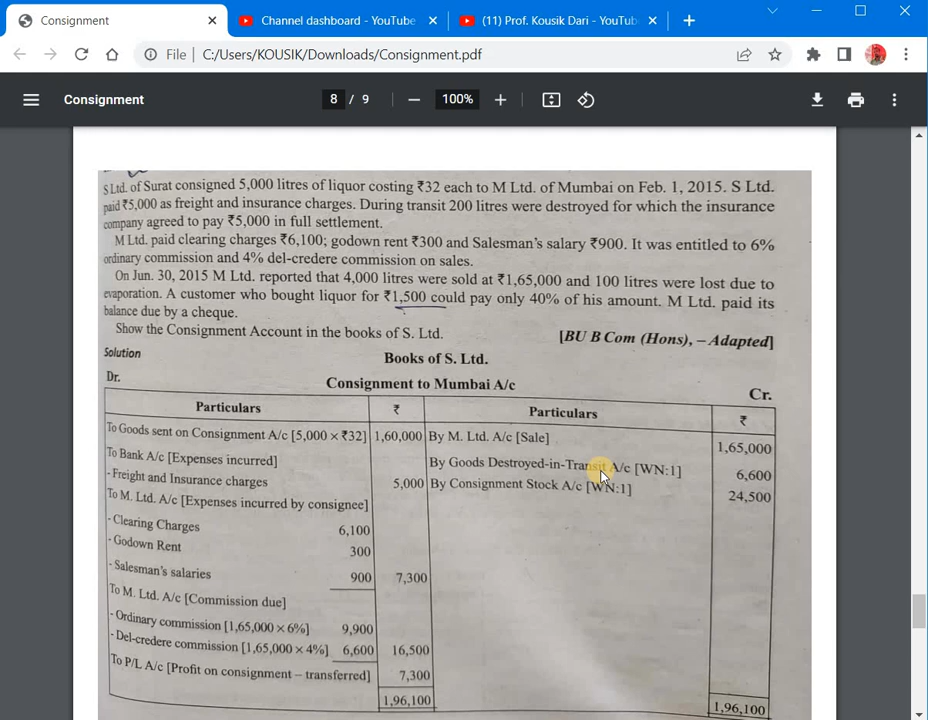 Consignment
Channel dashboard - YouTube
(11) Prof. Kousik Dari - YouTub
File C:/Users/KOUSIK/Downloads/Consignment.pdf
Consignment 8 / 9 100%
S Ltd. of Surat consigned 5,000 litres of liquor costing ₹32 each to M Ltd. of Mumbai on Feb. 1, 2015. S Ltd.
paid ₹5,000 as freight and insurance charges. During transit 200 litres were destroyed for which the insurance
company agreed to pay ₹5,000 in full settlement.
M Ltd. paid clearing charges ₹6,100; godown rent ₹300 and Salesman's salary ₹900. It was entitled to 6%
ordinary commission and 4% del-credere commission on sales.
On Jun. 30, 2015 M Ltd. reported that 4,000 litres were sold at ₹1,65,000 and 100 litres were lost due to
evaporation. A customer who bought liquor for ₹1,500 could pay only 40% of his amount. M Ltd. paid its
balance due by a cheque.
Show the Consignment Account in the books of S. Ltd. [BU B Com (Hons), – Adapted]
Solution
Books of S. Ltd.
Dr. Consignment to Mumbai A/c Cr.
Particulars ₹ Particulars ₹
To Goods sent on Consignment A/c [5,000 × ₹32] 1,60,000 By M. Ltd. A/c [Sale] 1,65,000
To Bank A/c [Expenses incurred] By Goods Destroyed-in-Transit A/c [WN:1] 6,600
- Freight and Insurance charges 5,000 By Consignment Stock A/c [WN:1] 24,500
To M. Ltd. A/c [Expenses incurred by consignee]
- Clearing Charges 6,100
- Godown Rent 300
- Salesman's salaries 900 7,300
To M. Ltd. A/c [Commission due]
- Ordinary commission [1,65,000 × 6%] 9,900
- Del-credere commission [1,65,000 × 4%] 6,600 16,500
To P/L A/c [Profit on consignment – transferred] 7,300
1,96,100 1,96,100